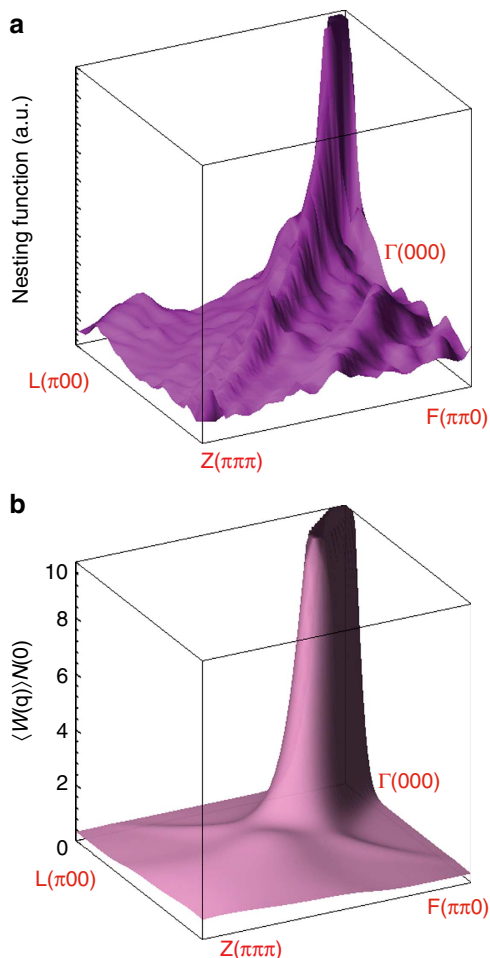 a
Nesting function (a.u.)
Γ(000)
L(π00)
F(ππ0)
Z(πππ)
b
10
8
6
4
2
0
⟨W(q)⟩N(0)
Γ(000)
L(π00)
F(ππ0)
Z(πππ)